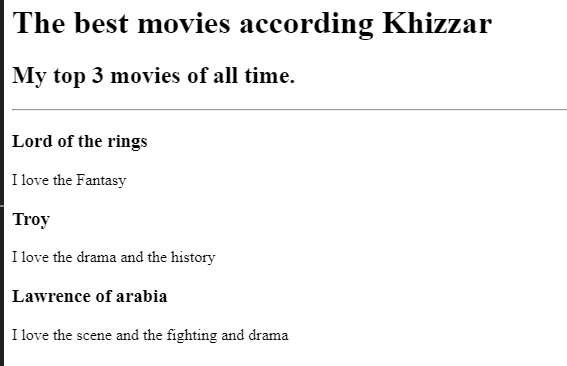 The best movies according Khizzar
My top 3 movies of all time.
Lord of the rings
I love the Fantasy
Troy
I love the drama and the history
Lawrence of arabia
I love the scene and the fighting and drama